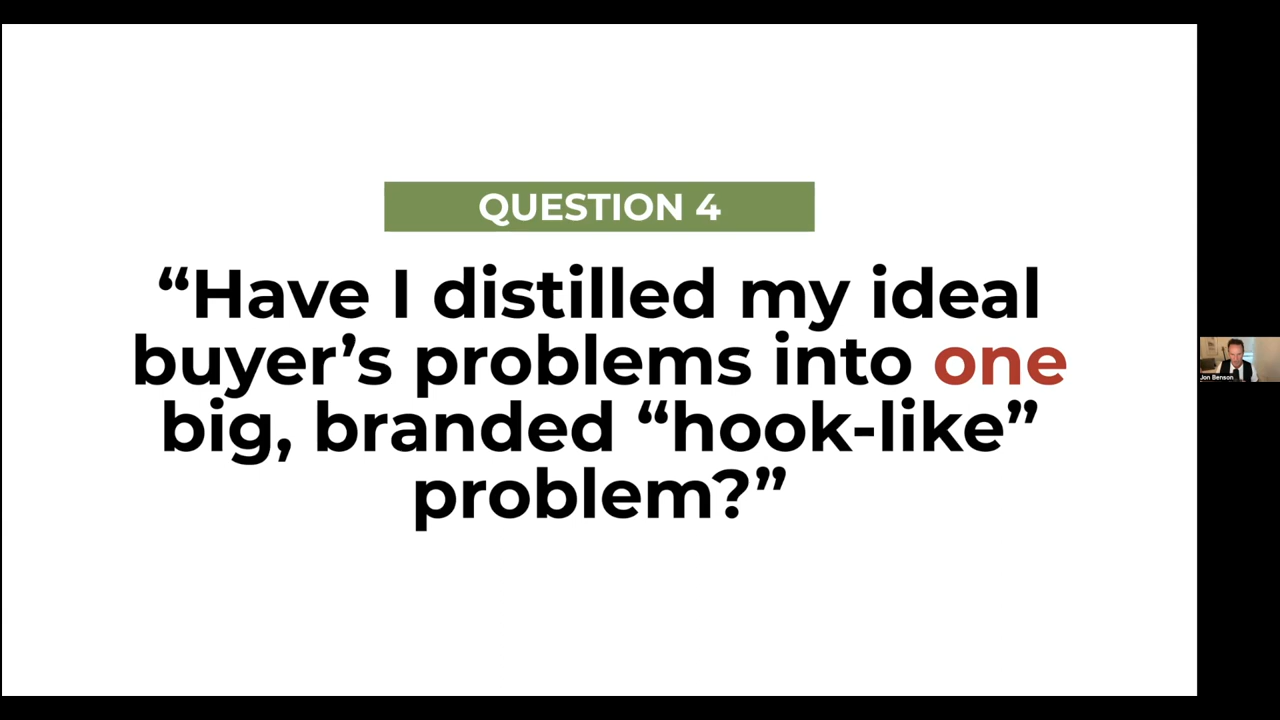 QUESTION 4
“Have I distilled my ideal
buyer’s problems into one
big, branded “hook-like”
problem?”
Jon Benson